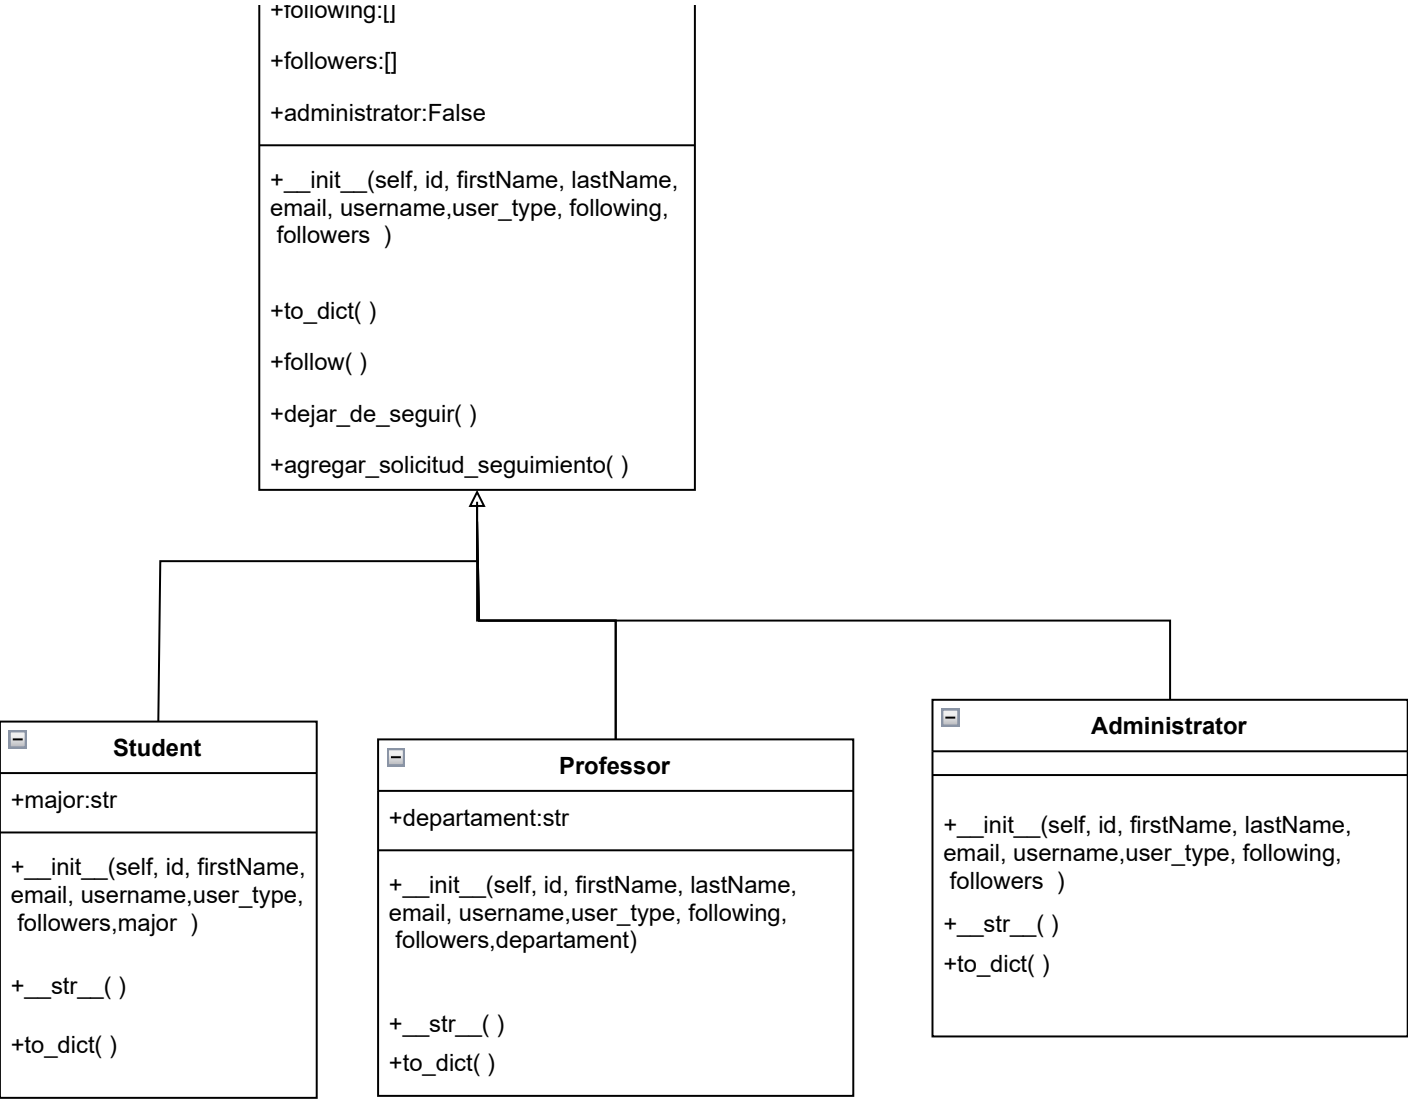 +following:[]
+followers:[]
+administrator:False
+__init__(self, id, firstName, lastName,
email, username,user_type, following,
followers  )
+to_dict( )
+follow( )
+dejar_de_seguir( )
+agregar_solicitud_seguimiento( )
Student
+major:str
+__init__(self, id, firstName,
email, username,user_type,
followers,major  )
+__str__( )
+to_dict( )
Professor
+departament:str
+__init__(self, id, firstName, lastName,
email, username,user_type, following,
followers,departament)
+__str__( )
+to_dict( )
Administrator
+__init__(self, id, firstName, lastName,
email, username,user_type, following,
followers  )
+__str__( )
+to_dict( )